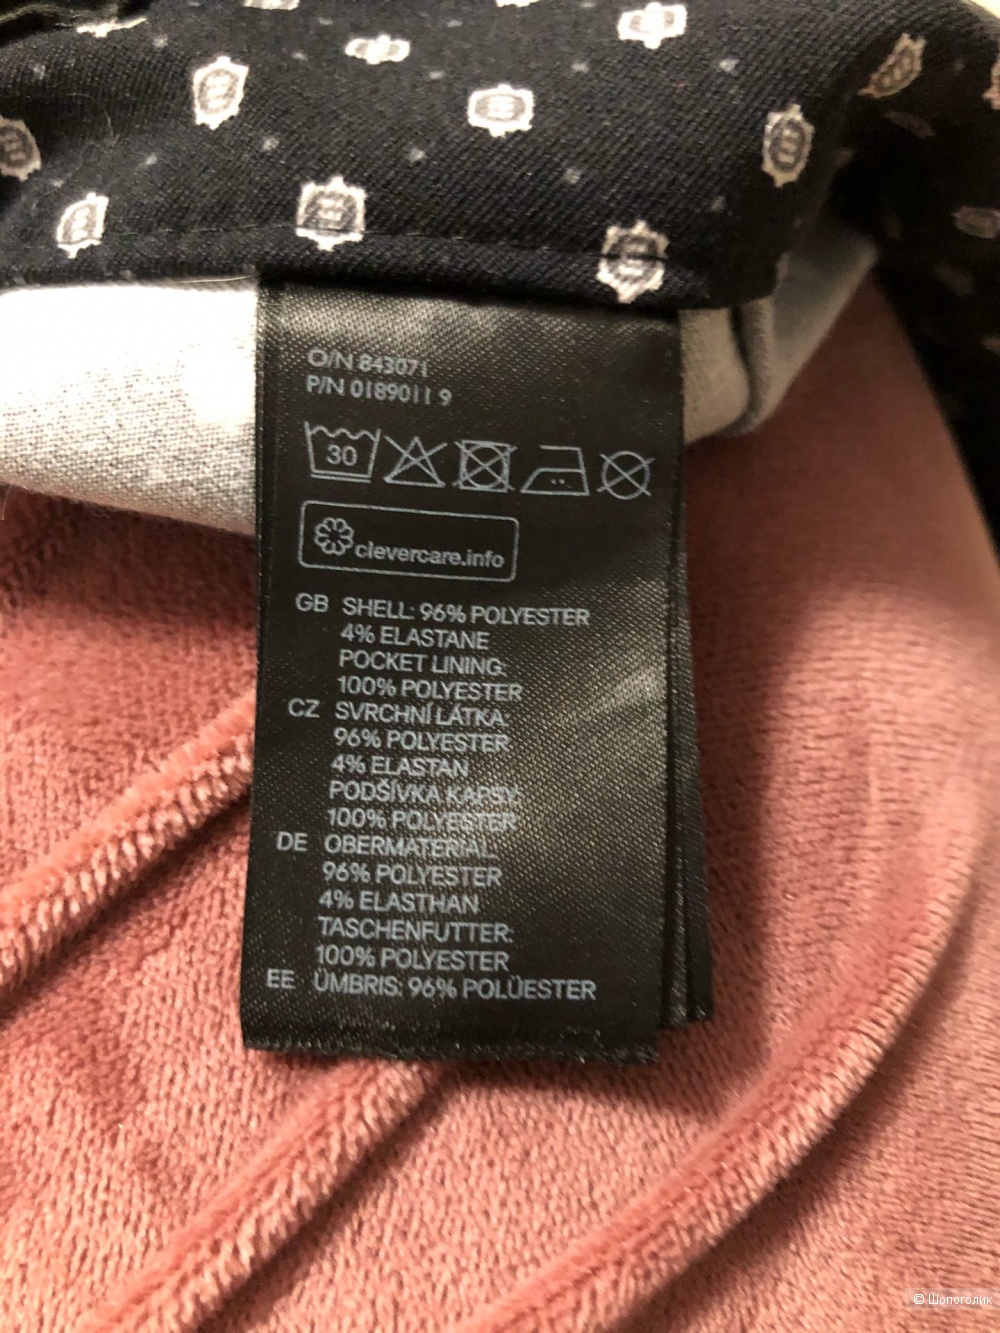 O/N 843071
P/N 0189011 9
30
clevercare.info
GB SHELL: 96% POLYESTER
4% ELASTANE
POCKET LINING:
100% POLYESTER
CZ SVRCHNÍ LÁTKA:
96% POLYESTER
4% ELASTAN
PODŠÍVKA KAPSY:
100% POLYESTER
DE OBERMATERIAL:
96% POLYESTER
4% ELASTHAN
TASCHENFUTTER:
100% POLYESTER
EE ÜMBRIS: 96% POLÜESTER
© Шопоголик